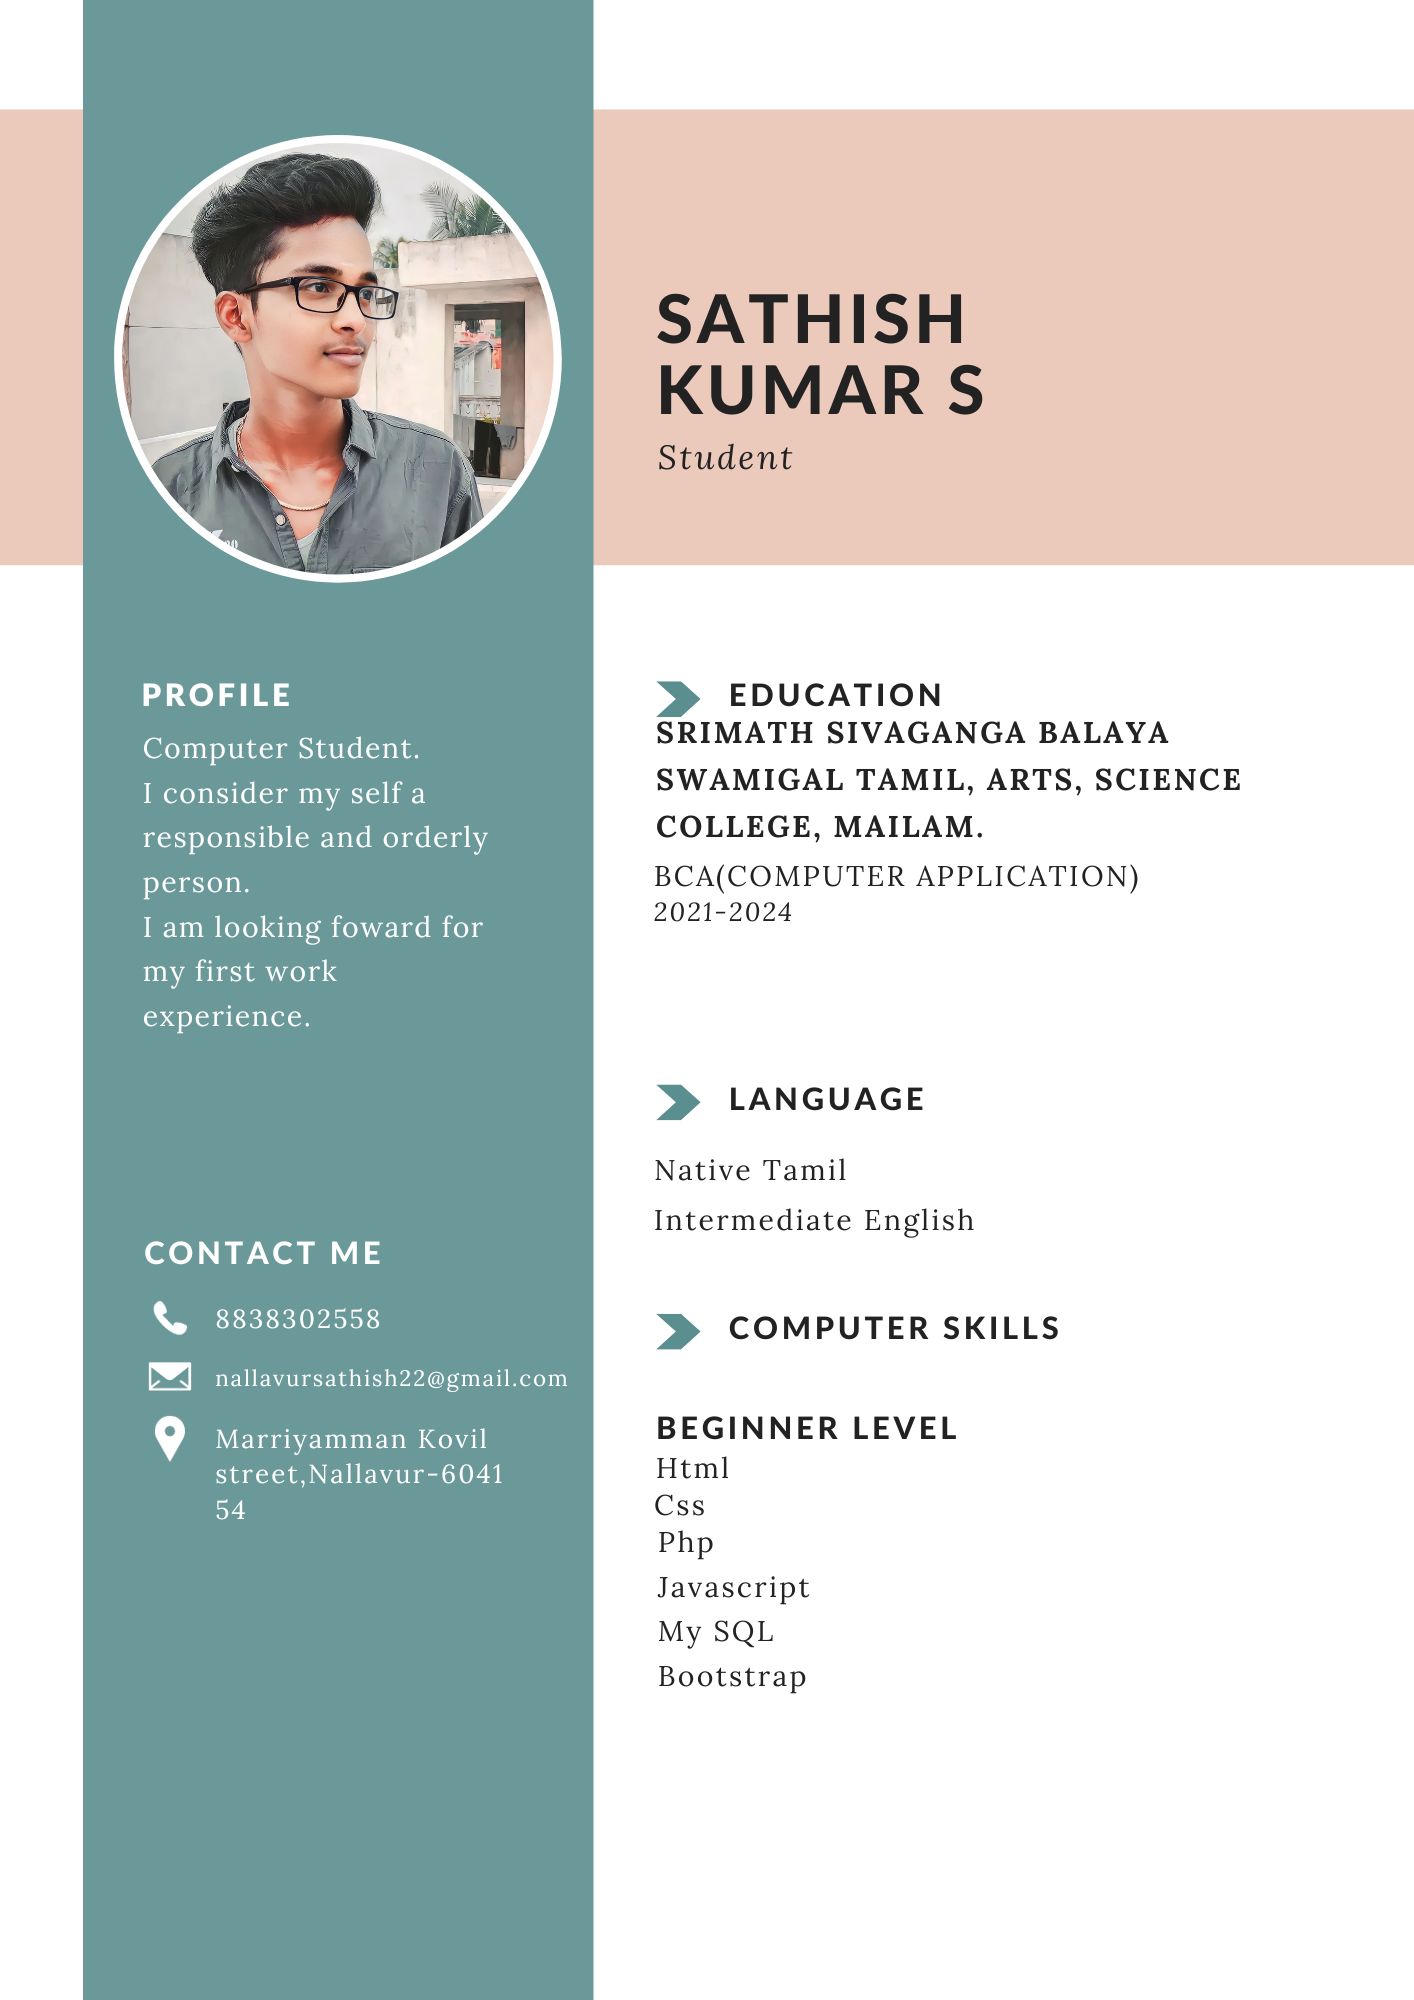 SATHISH
KUMAR S
Student
PROFILE
Computer Student.
I consider my self a
responsible and orderly
person.
I am looking foward for
my first work
experience.
CONTACT ME
8838302558
nallavursathish22@gmail.com
Marriyamman Kovil
street,Nallavur-6041
54
EDUCATION
SRIMATH SIVAGANGA BALAYA
SWAMIGAL TAMIL, ARTS, SCIENCE
COLLEGE, MAILAM.
BCA(COMPUTER APPLICATION)
2021-2024
LANGUAGE
Native Tamil
Intermediate English
COMPUTER SKILLS
BEGINNER LEVEL
Html
Css
Php
Javascript
My SQL
Bootstrap